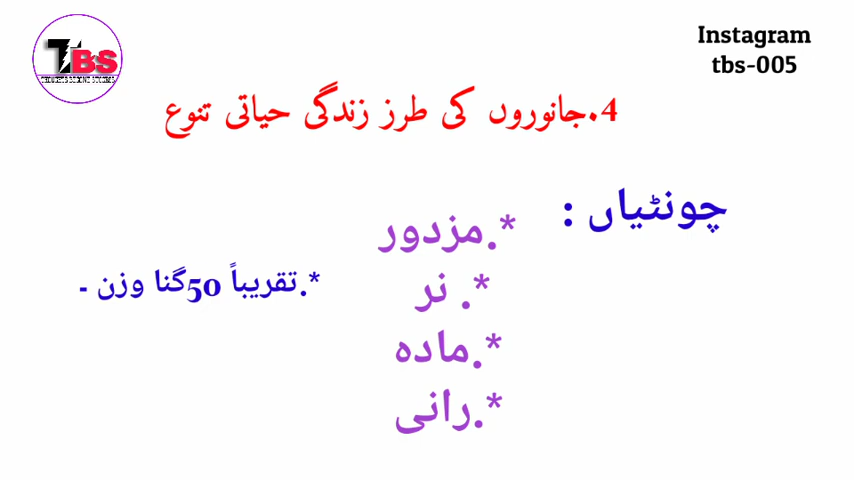 TBS
Instagram
tbs-005
4.جانوروں کی طرز زندگی حیاتی تنوع
چونٹیاں :
*.مزدور
*. نر
*.تقریباً 50گنا وزن -
*.مادہ
*.رانی